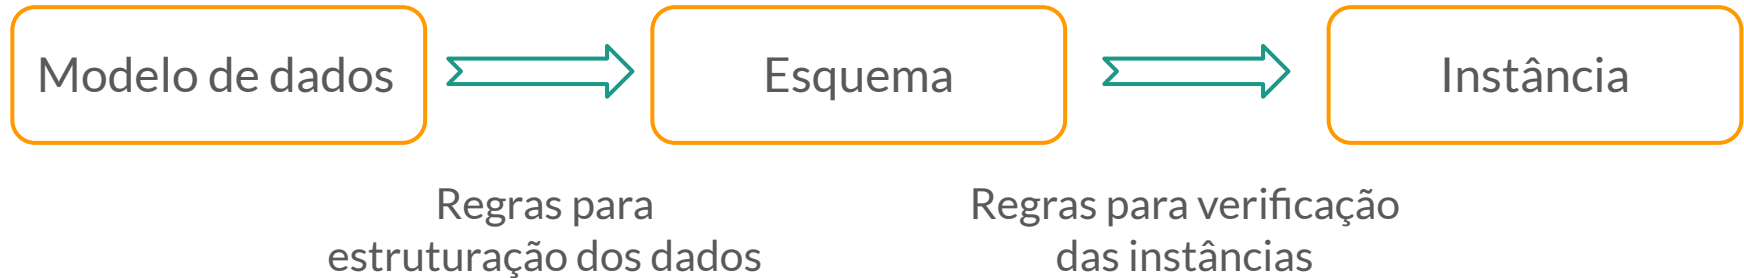 Modelo de dados
Esquema
Instância
Regras para
estruturação dos dados
Regras para verificação
das instâncias